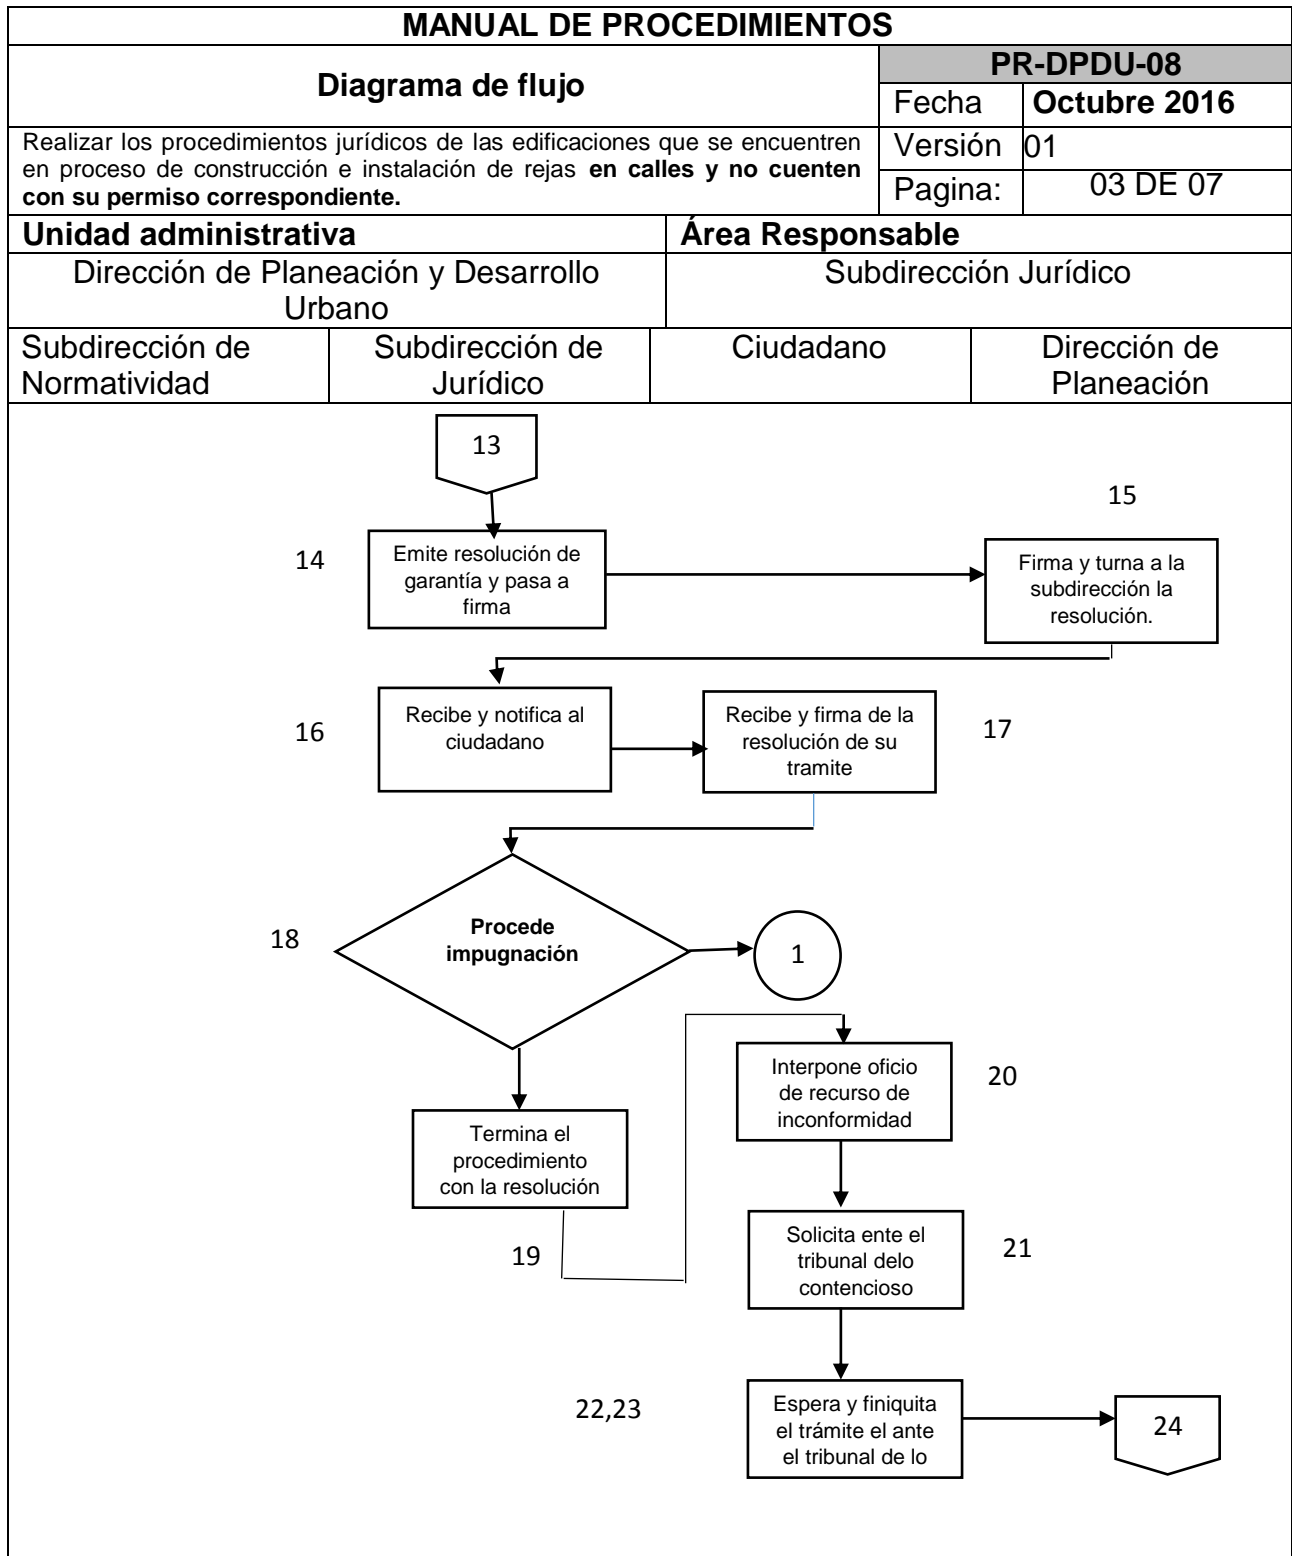 MANUAL DE PROCEDIMIENTOS
Diagrama de flujo
PR-DPDU-08
Fecha
Octubre 2016
Realizar los procedimientos jurídicos de las edificaciones que se encuentren
en proceso de construcción e instalación de rejas en calles y no cuenten
con su permiso correspondiente.
Versión
01
Pagina:
03 DE 07
Unidad administrativa
Área Responsable
Dirección de Planeación y Desarrollo
Urbano
Subdirección Jurídico
Subdirección de
Normatividad
Subdirección de
Jurídico
Ciudadano
Dirección de
Planeación
13
14
Emite resolución de
garantía y pasa a
firma
15
Firma y turna a la
subdirección la
resolución.
16
Recibe y notifica al
ciudadano
Recibe y firma de la
resolución de su
tramite
17
18
Procede
impugnación
1
Termina el
procedimiento
con la resolución
19
Interpone oficio
de recurso de
inconformidad
20
Solicita ente el
tribunal delo
contencioso
21
22,23
Espera y finiquita
el trámite el ante
el tribunal de lo
24